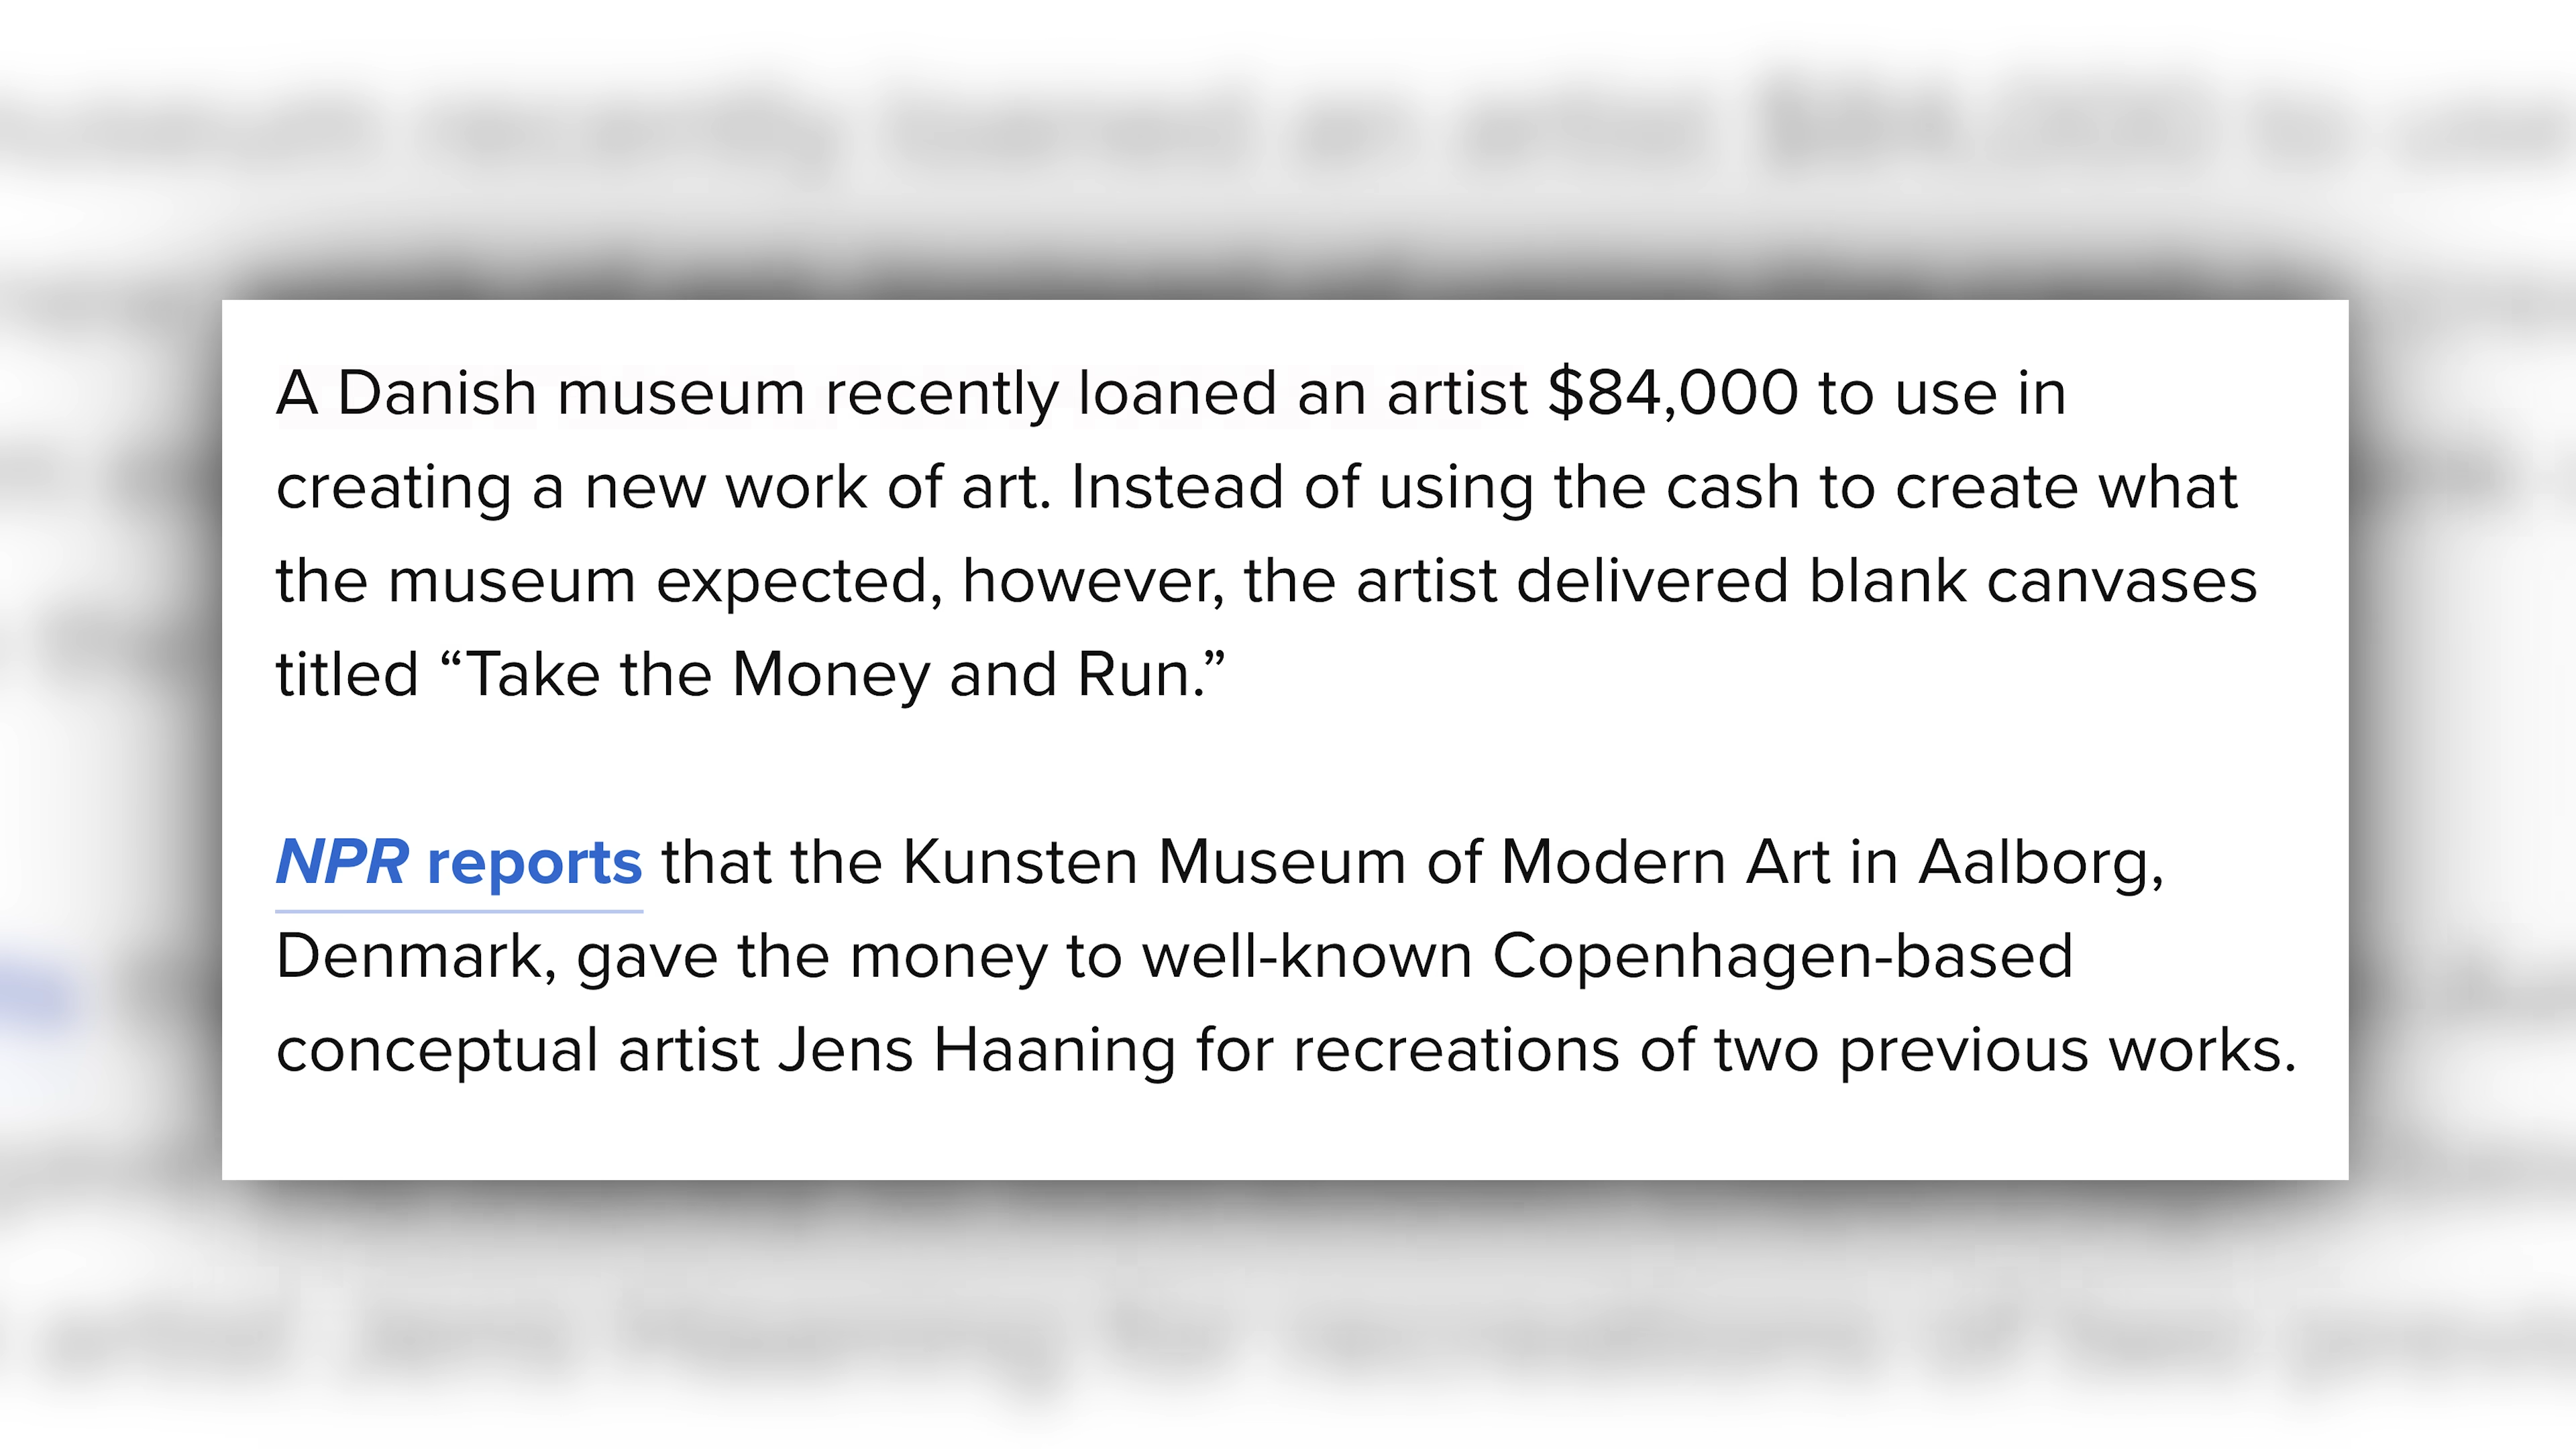 A Danish museum recently loaned an artist $84,000 to use in
creating a new work of art. Instead of using the cash to create what
the museum expected, however, the artist delivered blank canvases
titled “Take the Money and Run.”
NPR reports that the Kunsten Museum of Modern Art in Aalborg,
Denmark, gave the money to well-known Copenhagen-based
conceptual artist Jens Haaning for recreations of two previous works.